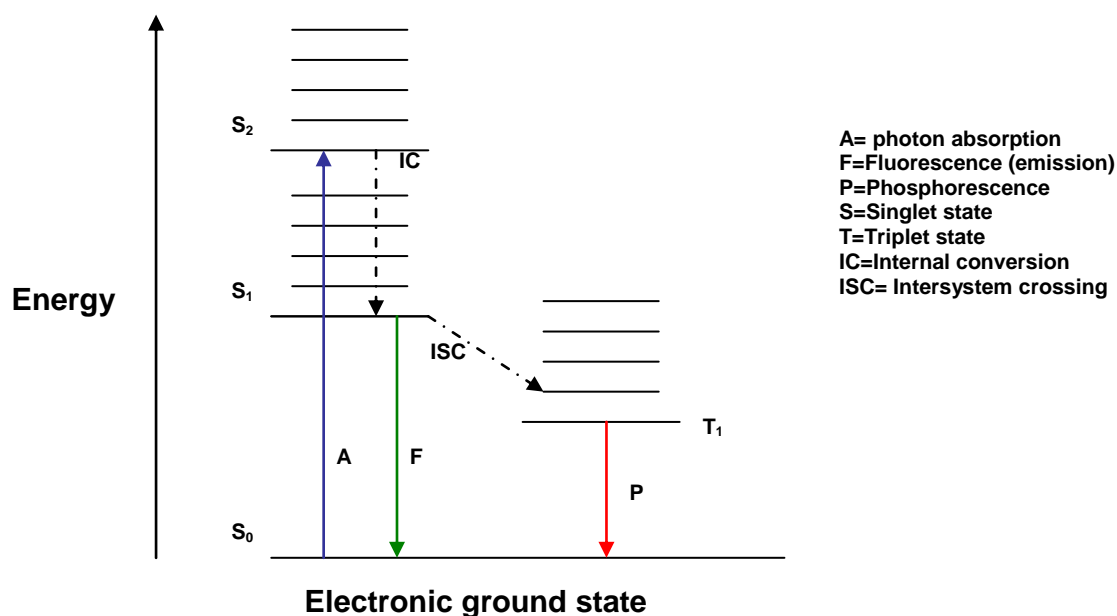 S₂
IC
A= photon absorption
F=Fluorescence (emission)
P=Phosphorescence
S=Singlet state
T=Triplet state
IC=Internal conversion
ISC= Intersystem crossing
Energy
S₁
ISC
T₁
A
F
P
S₀
Electronic ground state